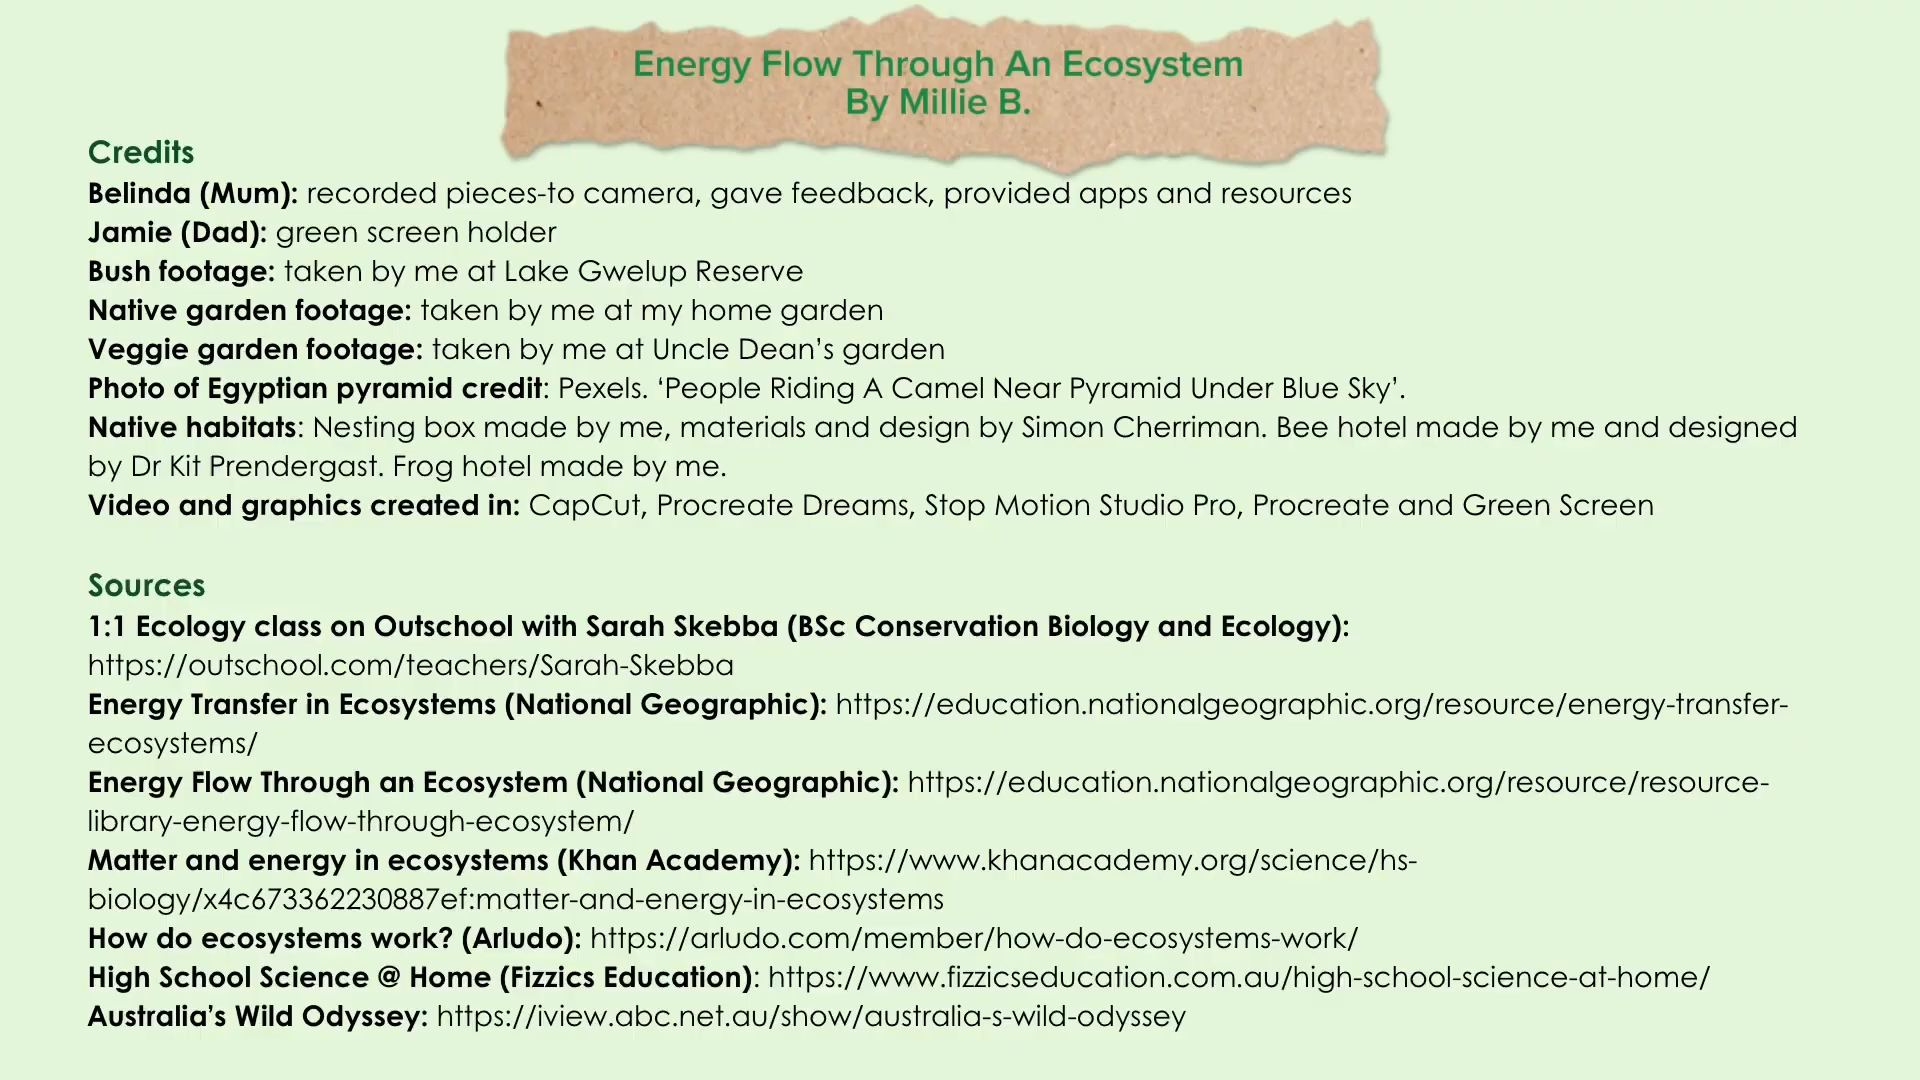 Energy Flow Through An Ecosystem
By Millie B.
Credits
Belinda (Mum): recorded pieces-to camera, gave feedback, provided apps and resources
Jamie (Dad): green screen holder
Bush footage: taken by me at Lake Gwelup Reserve
Native garden footage: taken by me at my home garden
Veggie garden footage: taken by me at Uncle Dean’s garden
Photo of Egyptian pyramid credit: Pexels. ‘People Riding A Camel Near Pyramid Under Blue Sky’.
Native habitats: Nesting box made by me, materials and design by Simon Cherriman. Bee hotel made by me and designed
by Dr Kit Prendergast. Frog hotel made by me.
Video and graphics created in: CapCut, Procreate Dreams, Stop Motion Studio Pro, Procreate and Green Screen
Sources
1:1 Ecology class on Outschool with Sarah Skebba (BSc Conservation Biology and Ecology):
https://outschool.com/teachers/Sarah-Skebba
Energy Transfer in Ecosystems (National Geographic): https://education.nationalgeographic.org/resource/energy-transfer-
ecosystems/
Energy Flow Through an Ecosystem (National Geographic): https://education.nationalgeographic.org/resource/resource-
library-energy-flow-through-ecosystem/
Matter and energy in ecosystems (Khan Academy): https://www.khanacademy.org/science/hs-
biology/x4c673362230887ef:matter-and-energy-in-ecosystems
How do ecosystems work? (Arludo): https://arludo.com/member/how-do-ecosystems-work/
High School Science @ Home (Fizzics Education): https://www.fizzicseducation.com.au/high-school-science-at-home/
Australia’s Wild Odyssey: https://iview.abc.net.au/show/australia-s-wild-odyssey